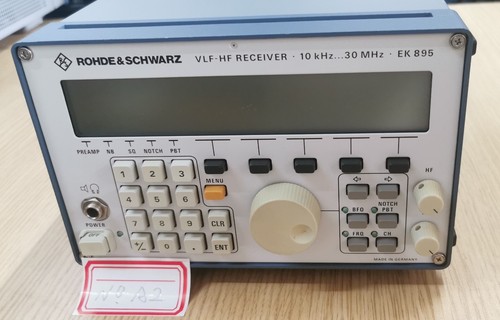 ROHDE&SCHWARZ VLF-HF RECEIVER · 10 kHz...30 MHz · EK 895
PREAMP NB SQ NOTCH PBT
MENU
HF
1 2 3
4 5 6
7 8 9 CLR
+/- 0 . ENT
BFO NOTCH PBT
FRQ CH
POWER
MADE IN GERMANY